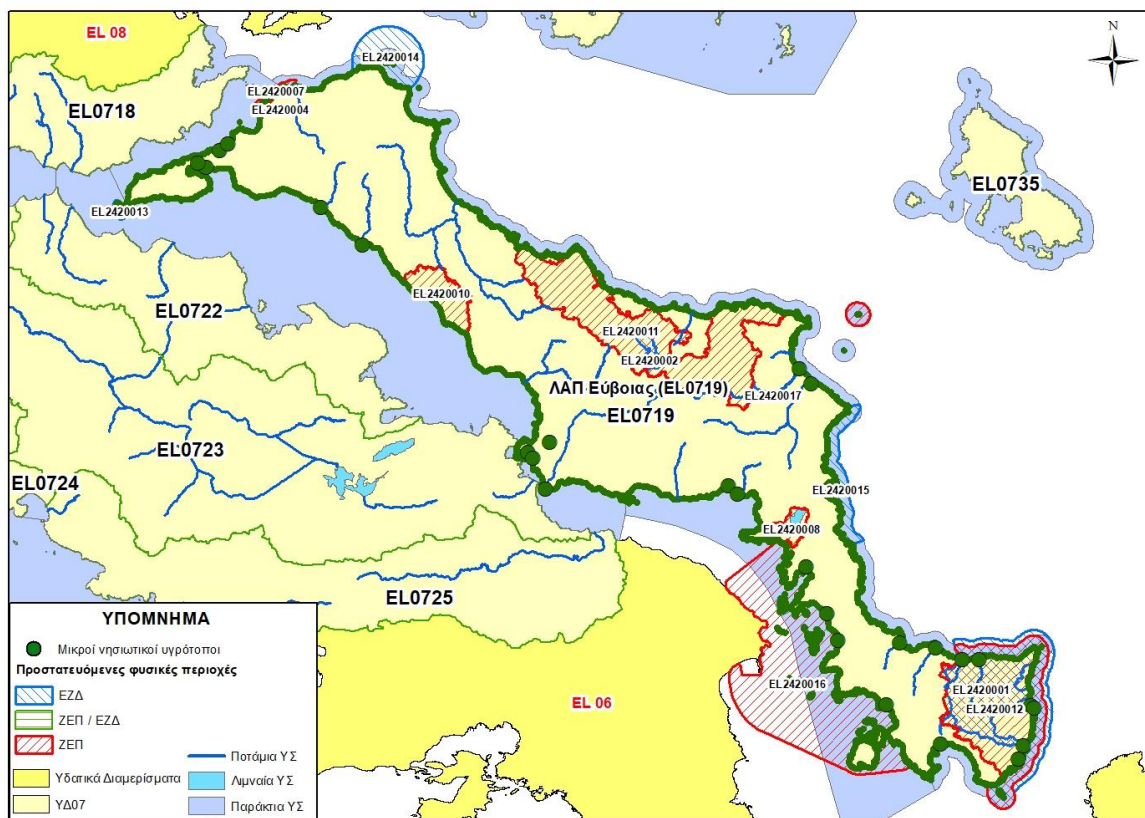 EL 08
N
EL2420014
EL2420007
EL2420004
EL0718
EL0735
EL2420013
EL0722
EL2420010
EL2420011
EL2420002
ΛΑΠ Εύβοιας (EL0719)
EL2420017
EL0719
EL0723
EL0724
EL2420015
EL2420008
EL0725
EL2420016
EL 06
EL2420001
EL2420012
ΥΠΟΜΝΗΜΑ
Μικροί νησιωτικοί υγρότοποι
Προστατευόμενες φυσικές περιοχές
ΕΖΔ
ΖΕΠ / ΕΖΔ
ΖΕΠ
Υδατικά Διαμερίσματα
ΥΔ07
Ποτάμια ΥΣ
Λιμναία ΥΣ
Παράκτια ΥΣ